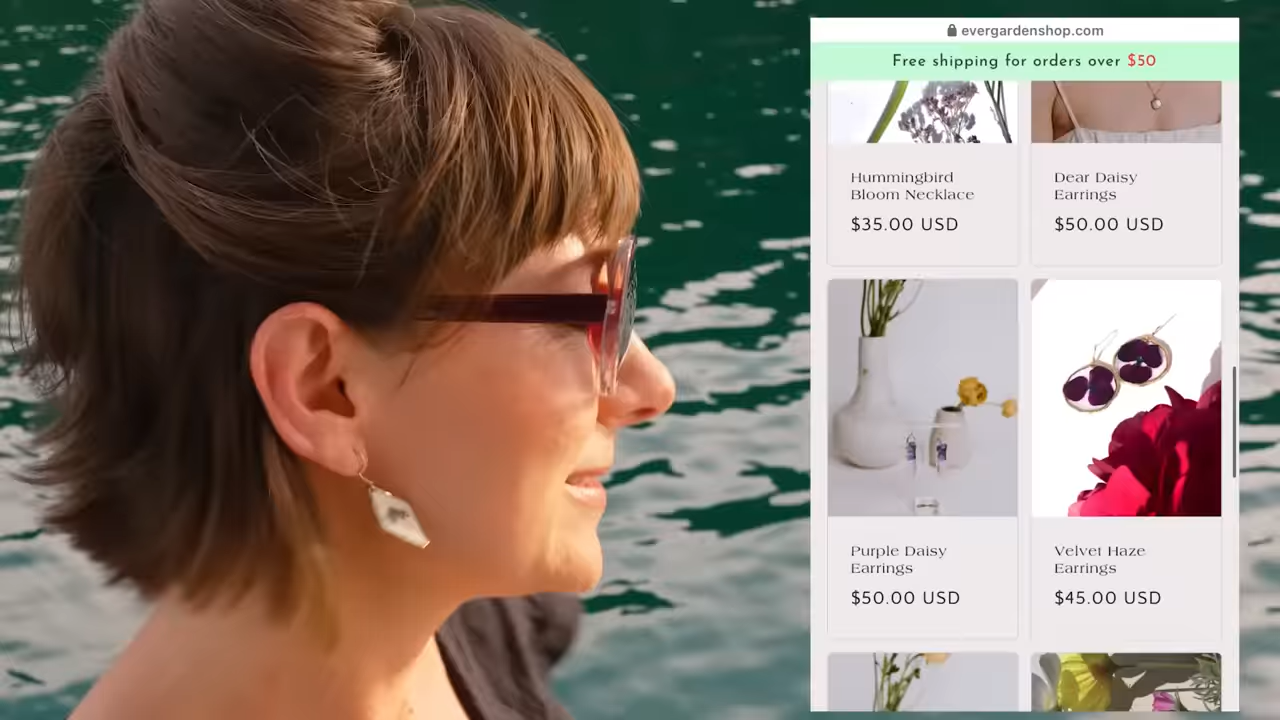 evergardenshop.com
Free shipping for orders over $50
Hummingbird
Bloom Necklace
$35.00 USD
Dear Daisy
Earrings
$50.00 USD
Purple Daisy
Earrings
$50.00 USD
Velvet Haze
Earrings
$45.00 USD